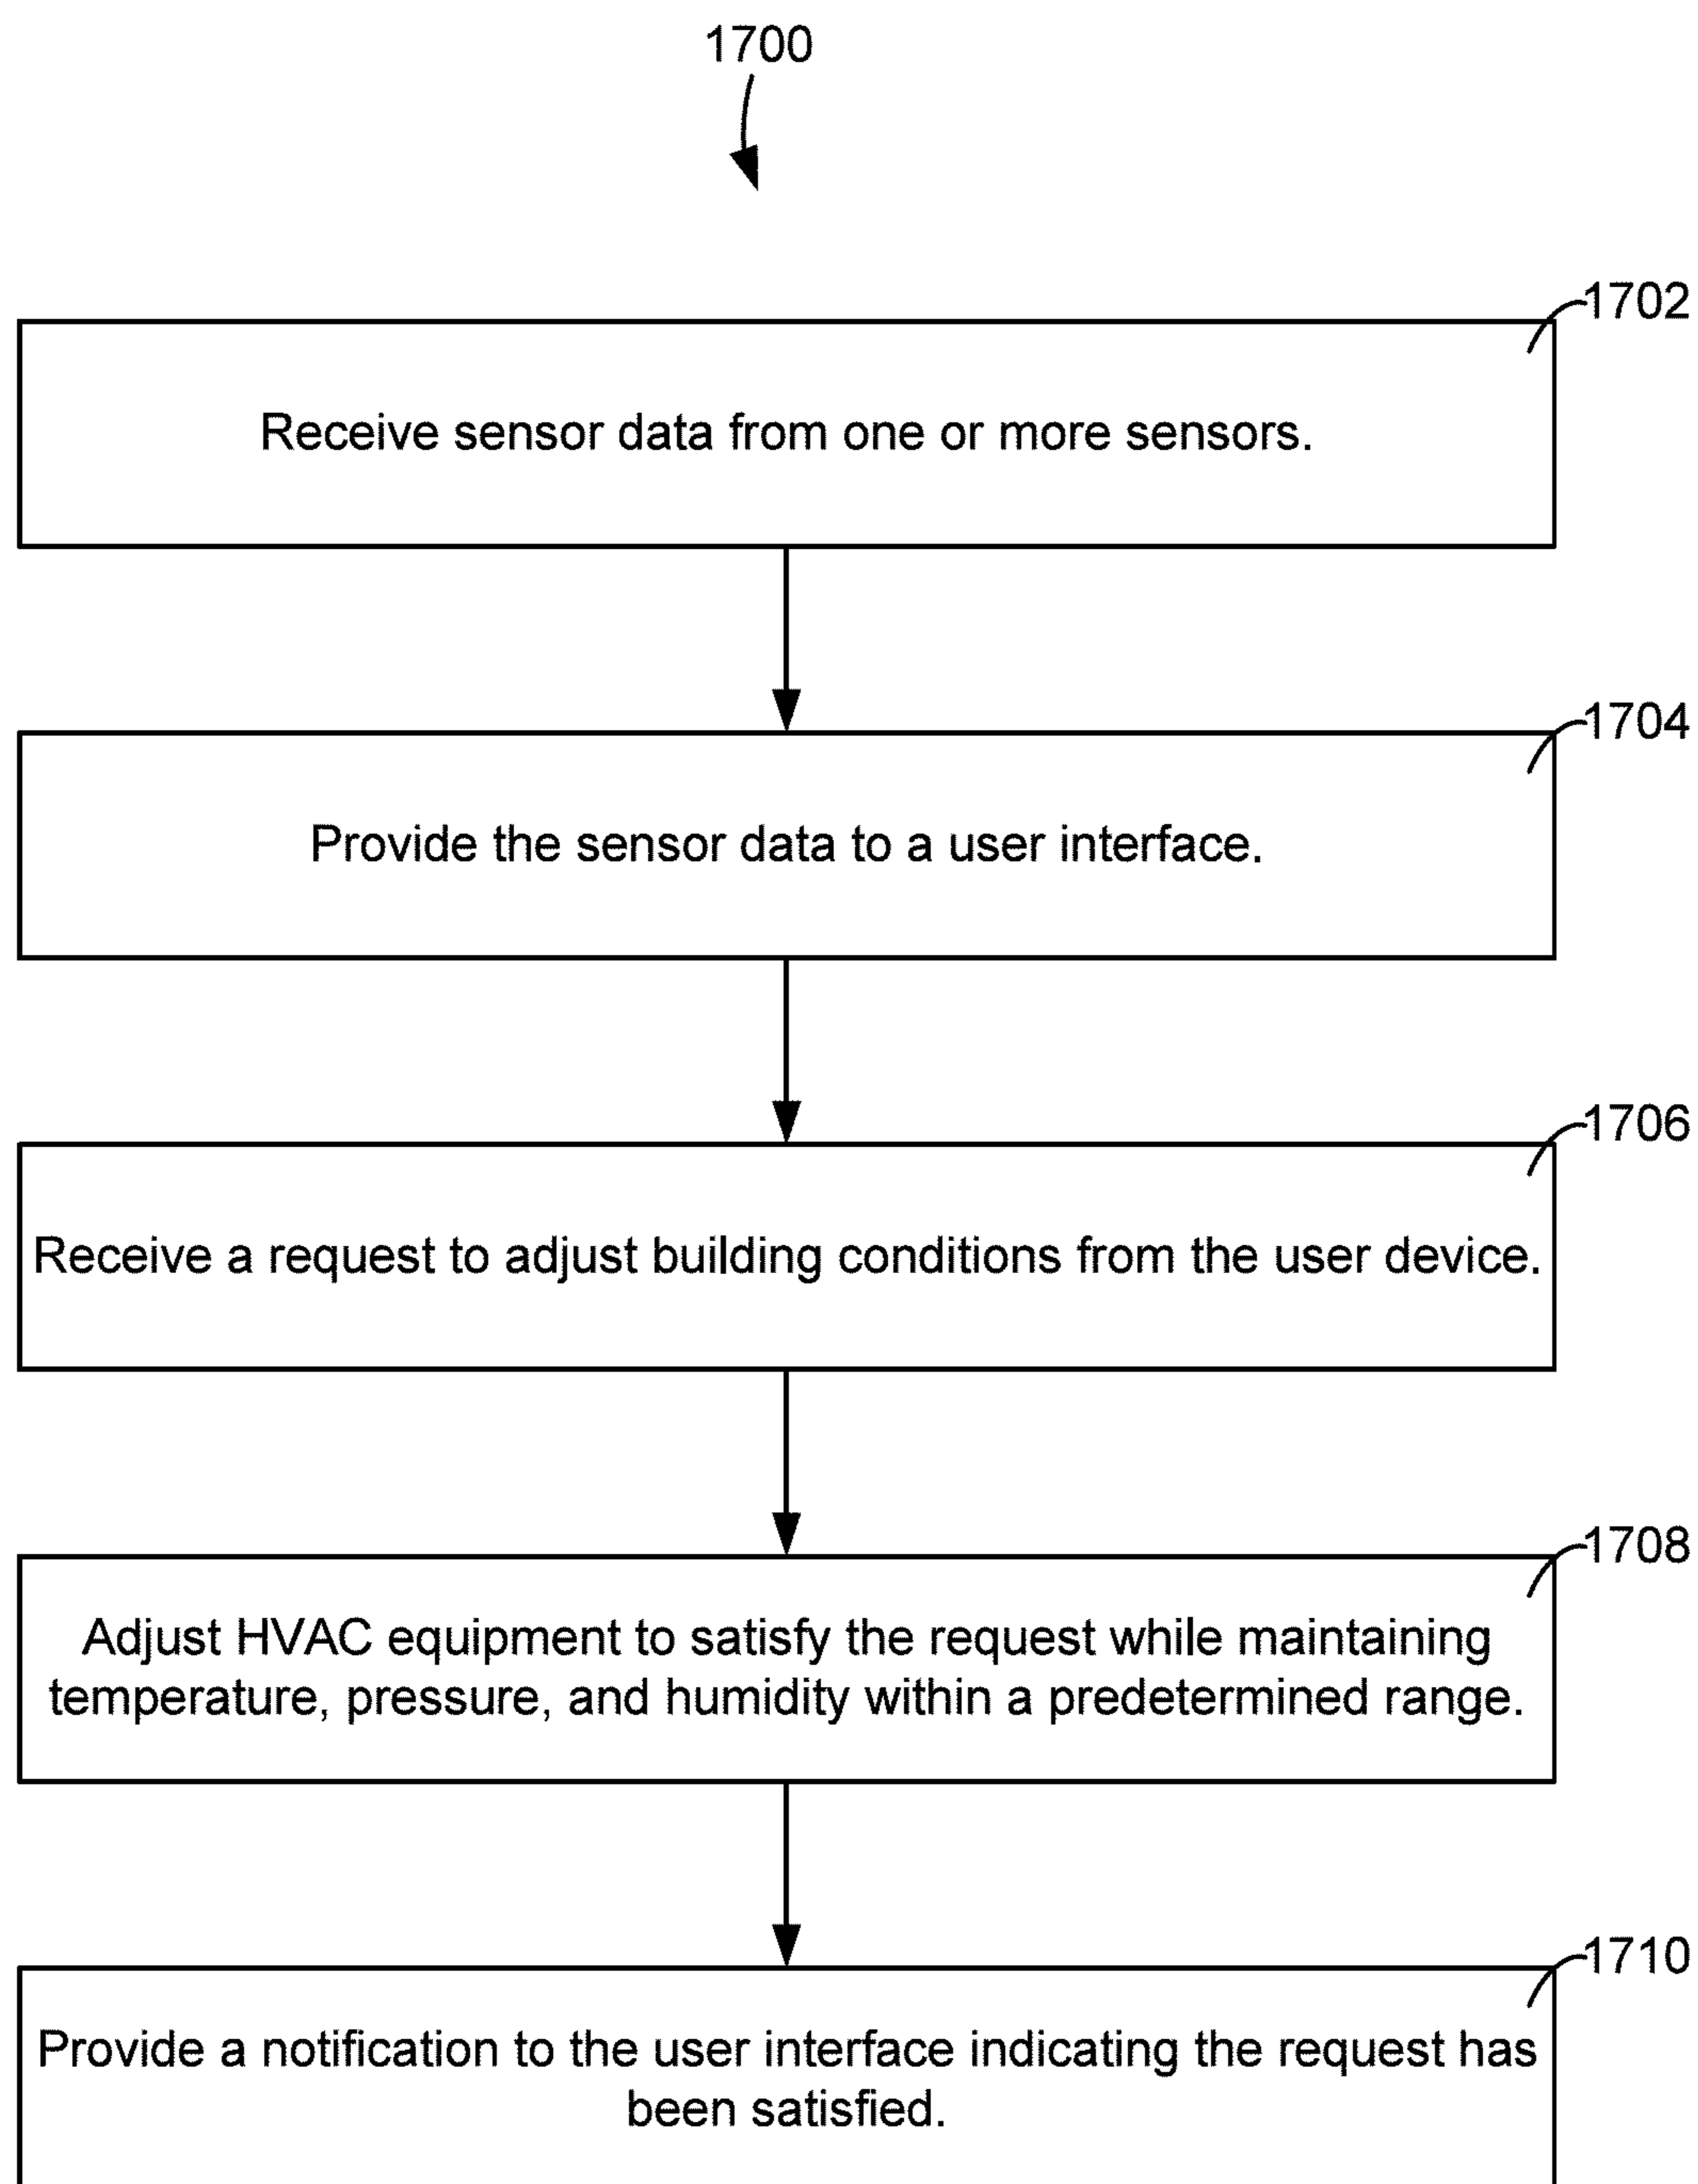 1700
1702
Receive sensor data from one or more sensors.
1704
Provide the sensor data to a user interface.
1706
Receive a request to adjust building conditions from the user device.
1708
Adjust HVAC equipment to satisfy the request while maintaining
temperature, pressure, and humidity within a predetermined range.
1710
Provide a notification to the user interface indicating the request has
been satisfied.